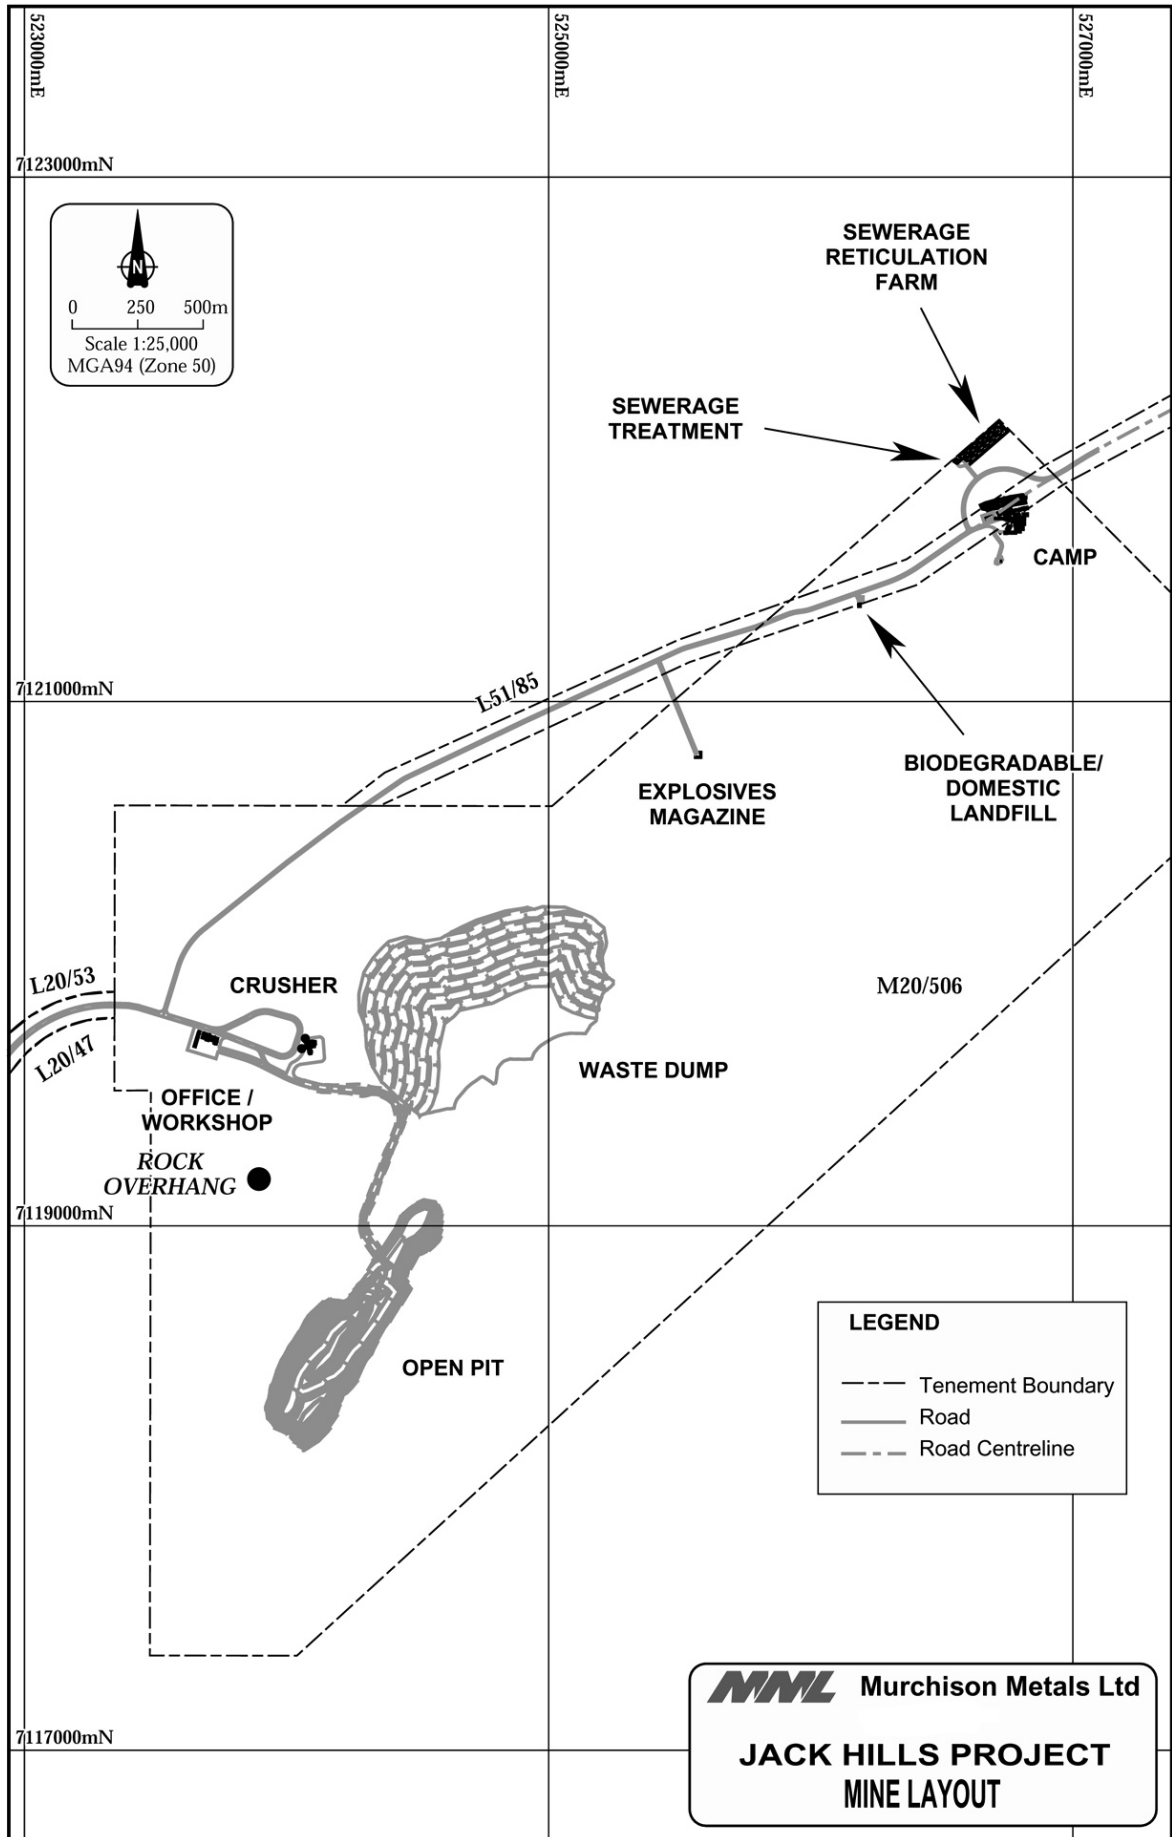 523000mE
525000mE
527000mE
7123000mN
N
0 250 500m
Scale 1:25,000
MGA94 (Zone 50)
SEWERAGE
RETICULATION
FARM
SEWERAGE
TREATMENT
CAMP
L51/85
7121000mN
EXPLOSIVES
MAGAZINE
BIODEGRADABLE/
DOMESTIC
LANDFILL
L20/53
L20/47
CRUSHER
M20/506
WASTE DUMP
OFFICE /
WORKSHOP
ROCK
OVERHANG
7119000mN
OPEN PIT
LEGEND
Tenement Boundary
Road
Road Centreline
7117000mN
MML Murchison Metals Ltd
JACK HILLS PROJECT
MINE LAYOUT